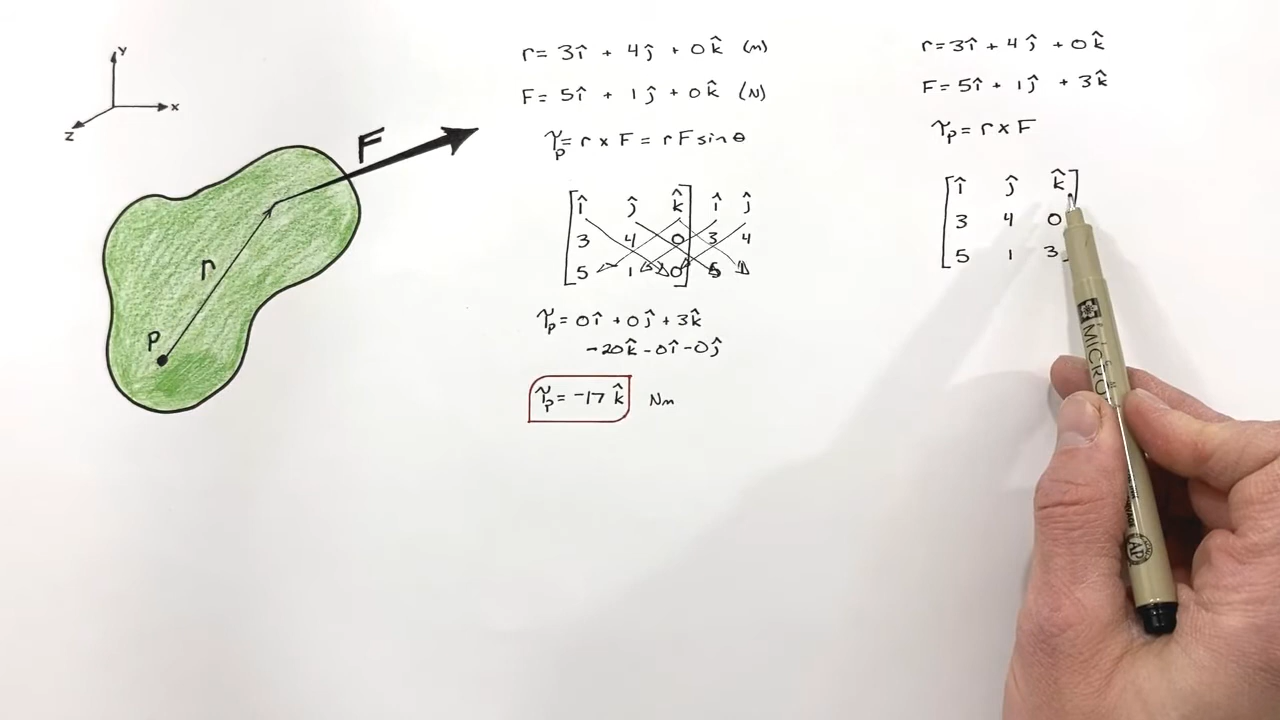 y
x
z
F
r
P
r = 3î + 4ĵ + 0k̂ (m)
F = 5î + 1ĵ + 0k̂ (N)
τp = r x F = r F sin θ
î ĵ k̂ î ĵ
3 4 0 3 4
5 1 0 5 1
τp = 0î + 0ĵ + 3k̂
-20k̂ - 0î - 0ĵ
τp = -17 k̂ Nm
r = 3î + 4ĵ + 0k̂
F = 5î + 1ĵ + 3k̂
τp = r x F
î ĵ k̂
3 4 0
5 1 3
MICRO
AP